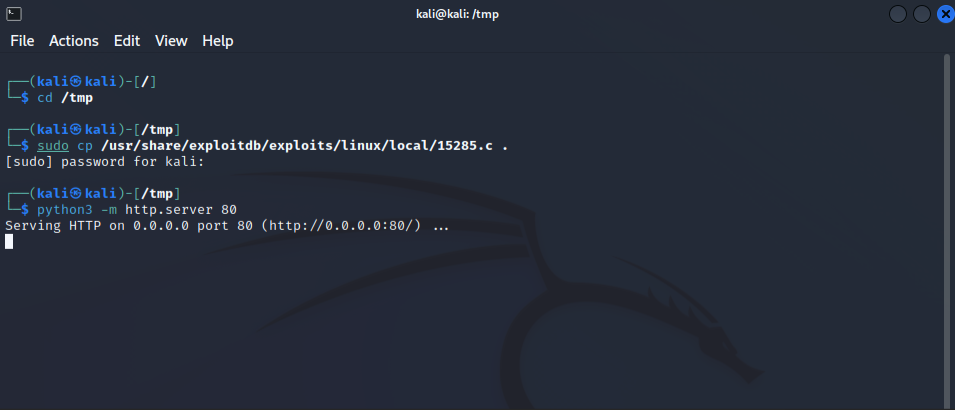 kali@kali: /tmp
File Actions Edit View Help
┌──(kali㉿kali)-[/]
└─$ cd /tmp
┌──(kali㉿kali)-[/tmp]
└─$ sudo cp /usr/share/exploitdb/exploits/linux/local/15285.c .
[sudo] password for kali:
┌──(kali㉿kali)-[/tmp]
└─$ python3 -m http.server 80
Serving HTTP on 0.0.0.0 port 80 (http://0.0.0.0:80/) ...